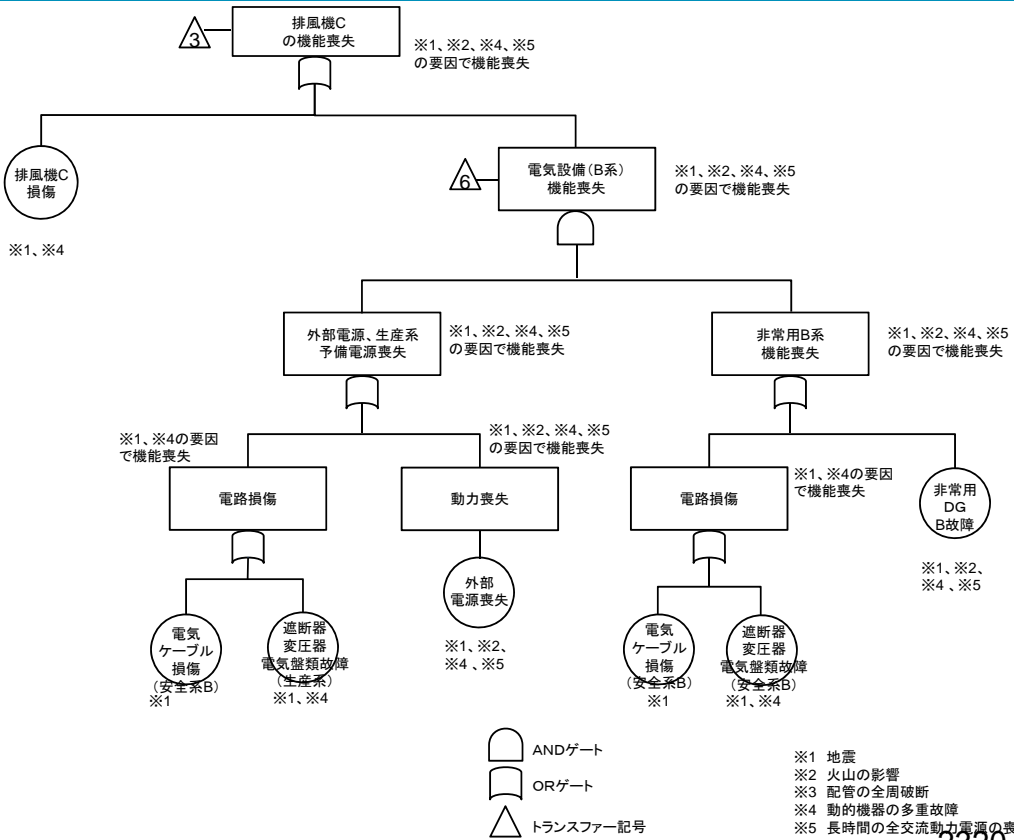 3
排風機C
の機能喪失
※1、※2、※4、※5
の要因で機能喪失
排風機C
損傷
※1、※4
6
電気設備(B系)
機能喪失
※1、※2、※4、※5
の要因で機能喪失
外部電源、生産系
予備電源喪失
※1、※2、※4、※5
の要因で機能喪失
非常用B系
機能喪失
※1、※2、※4、※5
の要因で機能喪失
※1、※4の要因
で機能喪失
電路損傷
※1、※2、※4、※5
の要因で機能喪失
動力喪失
電路損傷
※1、※4の要因
で機能喪失
非常用
DG
B故障
※1、※2、
※4 、※5
外部
電源喪失
※1、※2、
※4、※5
電気
ケーブル
損傷
(安全系B)
※1
遮断器
変圧器
電気盤類故障
(生産系)
※1、※4
電気
ケーブル
損傷
(安全系B)
※1
遮断器
変圧器
電気盤類故障
(安全系B)
※1、※4
ANDゲート
ORゲート
トランスファー記号
※1 地震
※2 火山の影響
※3 配管の全周破断
※4 動的機器の多重故障
※5 長時間の全交流動力電源の喪